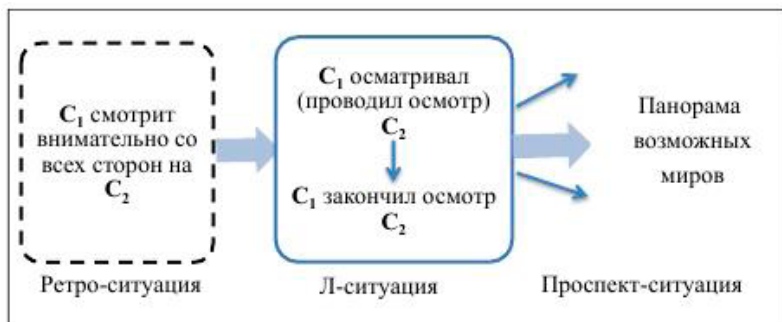 С₁ смотрит
внимательно со
всех сторон на
С₂
С₁ осматривал
(проводил осмотр)
С₂
С₁ закончил осмотр
С₂
Панорама
возможных
миров
Ретро-ситуация
Л-ситуация
Проспект-ситуация